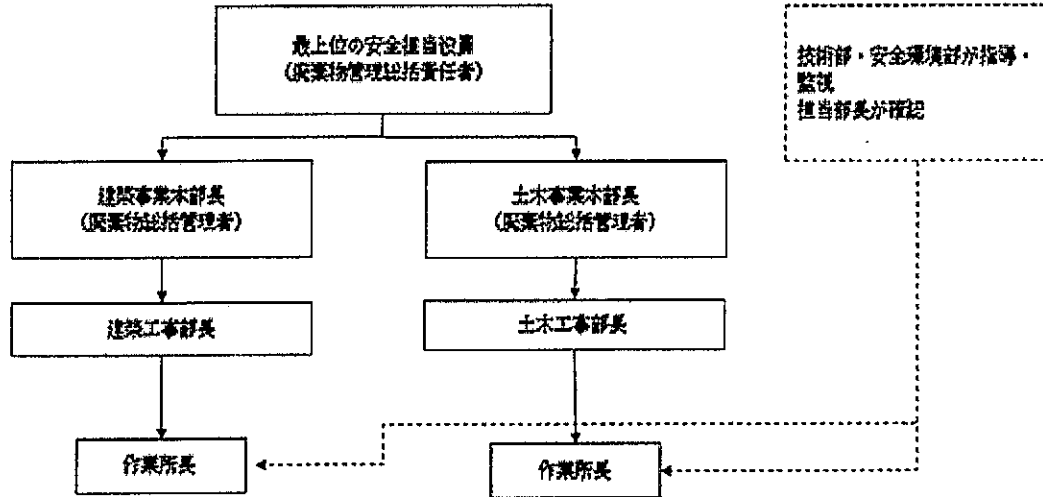 最上位の安全担当役員
（廃棄物管理総括責任者）
技術部・安全環境部が指導・
監視
担当部長が確認
建築事業本部長
（廃棄物総括管理者）
土木事業本部長
（廃棄物総括管理者）
建築工事部長
土木工事部長
作業所長
作業所長